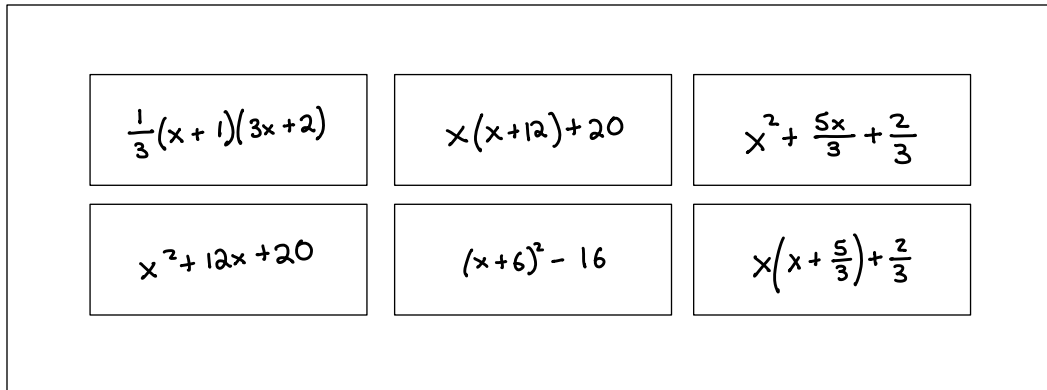 1/3 (x + 1)(3x + 2)
x(x+12) + 20
x² + 5x/3 + 2/3
x² + 12x + 20
(x+6)² - 16
x(x + 5/3) + 2/3